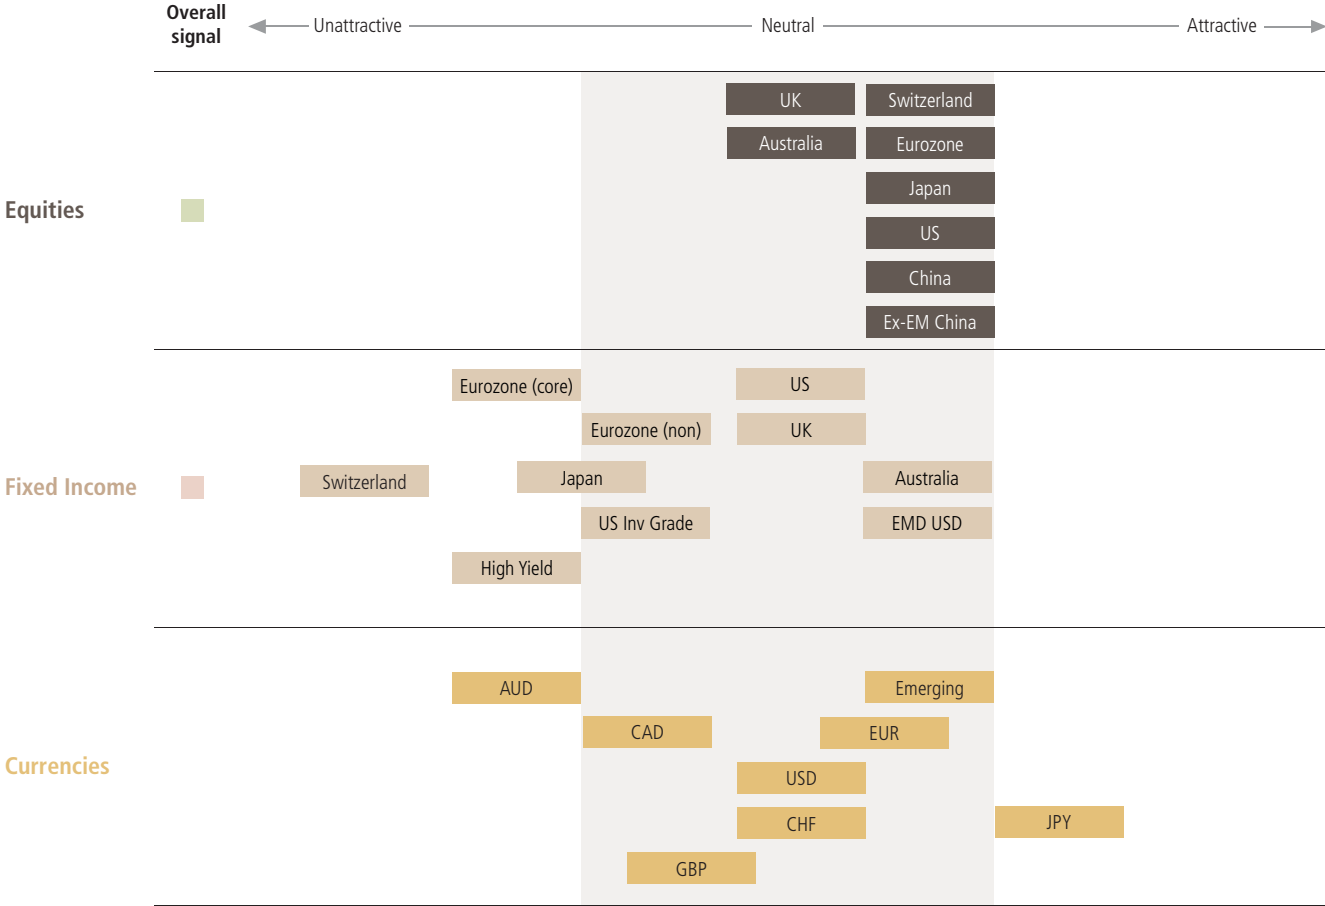 Overall
signal
Unattractive
Neutral
Attractive
UK
Switzerland
Australia
Eurozone
Japan
Equities
US
China
Ex-EM China
Eurozone (core)
US
Eurozone (non)
UK
Fixed Income
Switzerland
Japan
Australia
US Inv Grade
EMD USD
High Yield
AUD
Emerging
CAD
EUR
Currencies
USD
CHF
JPY
GBP